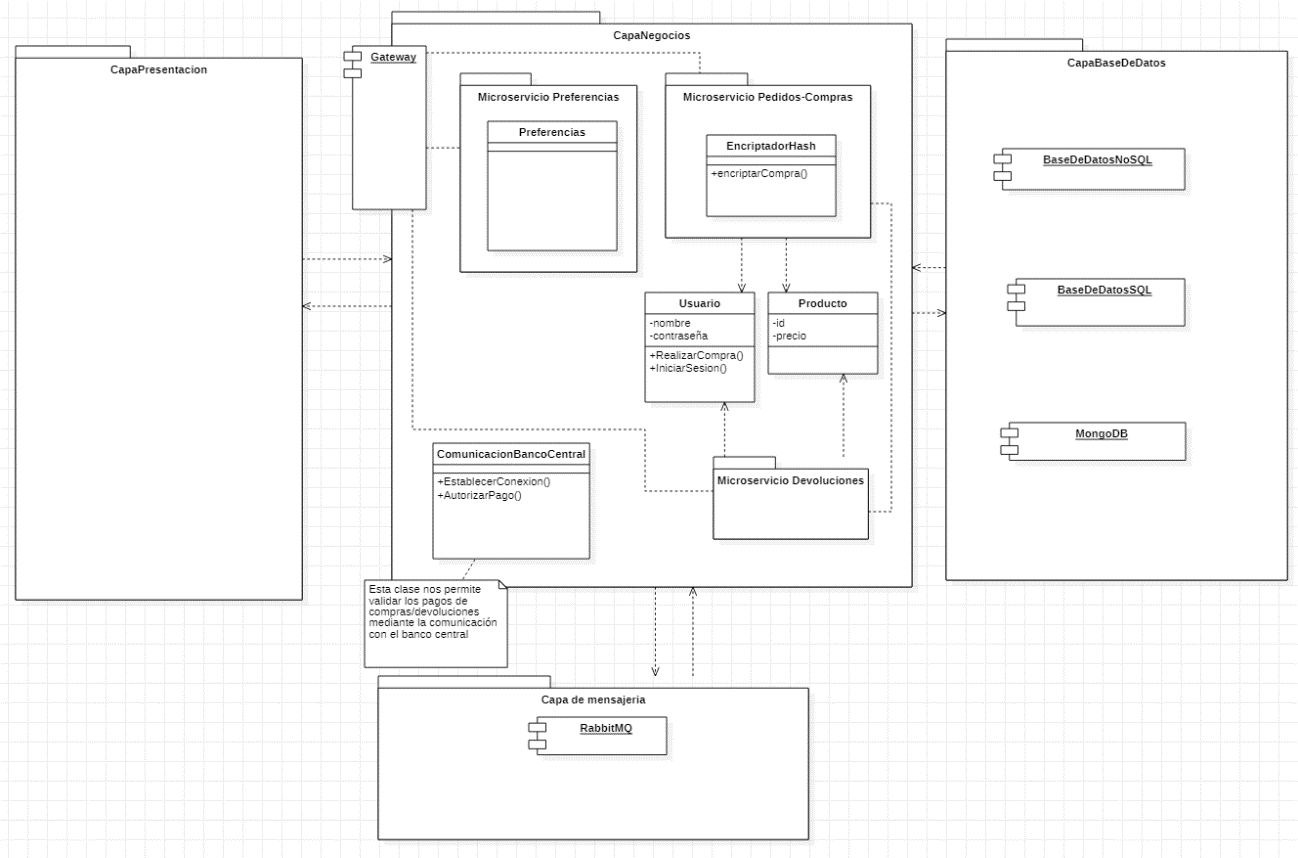 CapaPresentacion
CapaNegocios
Gateway
Microservicio Preferencias
Preferencias
Microservicio Pedidos-Compras
EncriptadorHash
+encriptarCompra()
Usuario
-nombre
-contraseña
+RealizarCompra()
+IniciarSesion()
Producto
-id
-precio
ComunicacionBancoCentral
+EstablecerConexion()
+AutorizarPago()
Microservicio Devoluciones
Esta clase nos permite
validar los pagos de
compras/devoluciones
mediante la comunicación
con el banco central
CapaBaseDeDatos
BaseDeDatosNoSQL
BaseDeDatosSQL
MongoDB
Capa de mensajeria
RabbitMQ